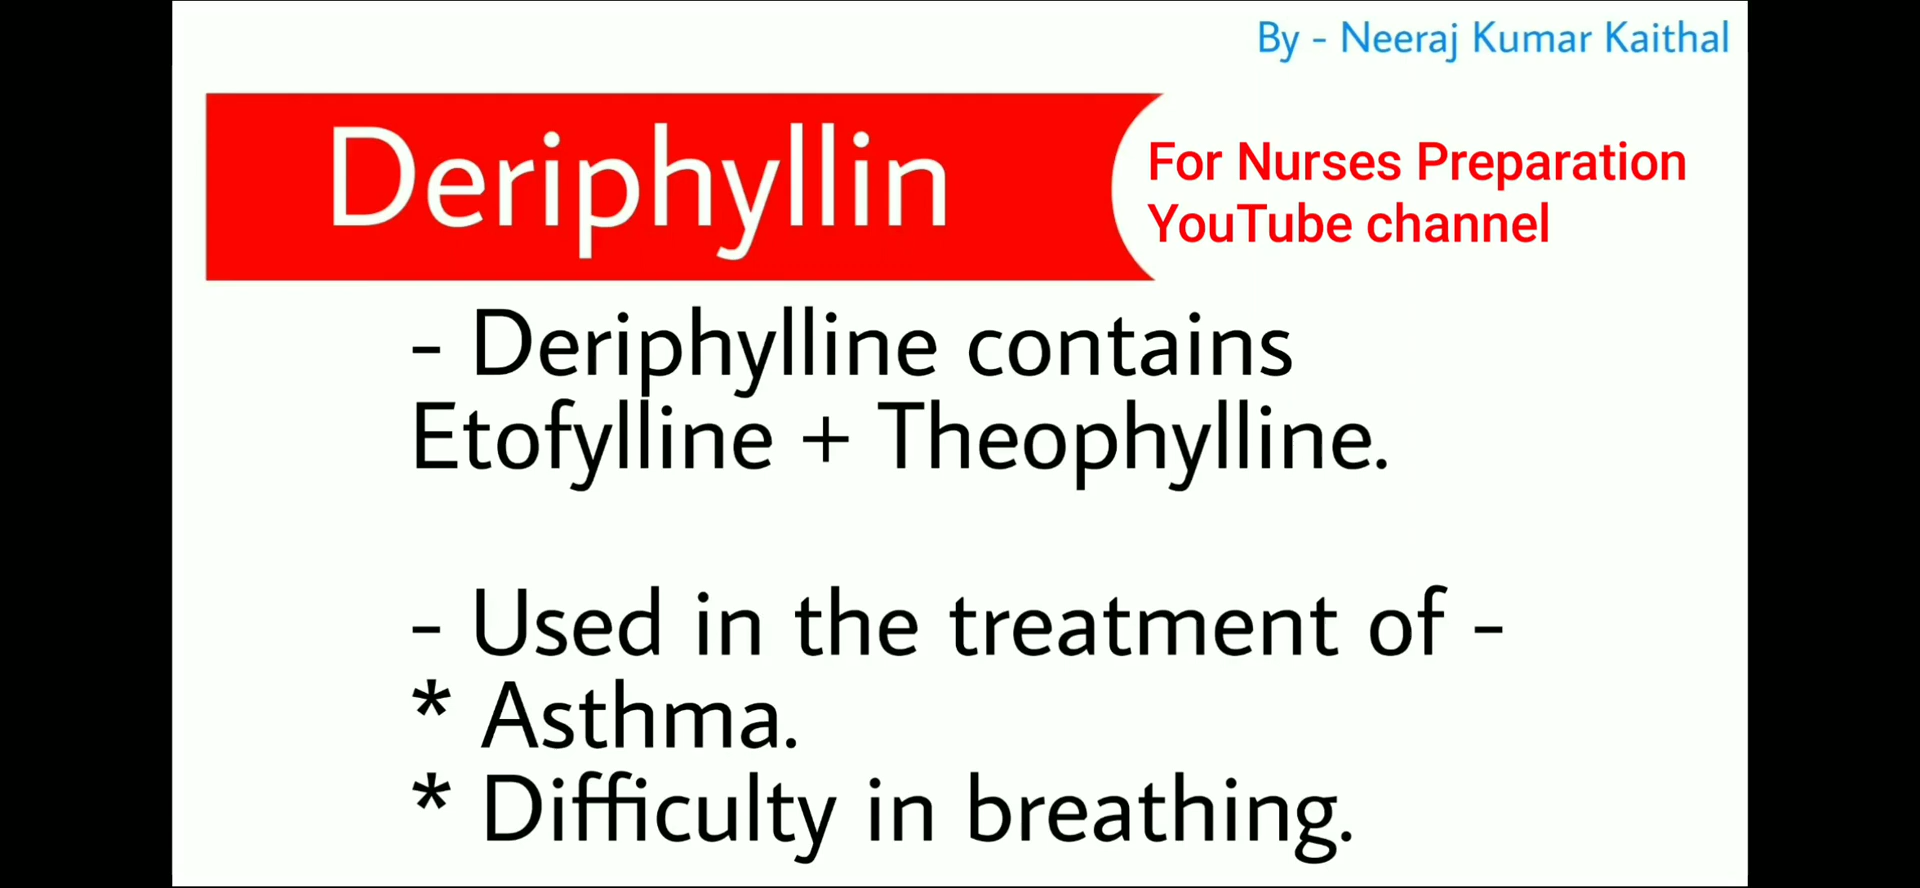 By - Neeraj Kumar Kaithal
Deriphyllin
For Nurses Preparation
YouTube channel
- Deriphylline contains
Etofylline + Theophylline.
- Used in the treatment of -
* Asthma.
* Difficulty in breathing.